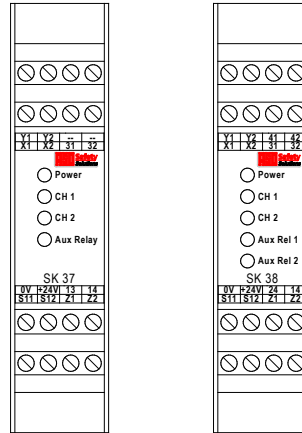 Y1 Y2 -- --
X1 X2 31 32
Safety
Power
CH 1
CH 2
Aux Relay
SK 37
0V +24V 13 14
S11 S12 Z1 Z2
Y1 Y2 41 42
X1 X2 31 32
Safety
Power
CH 1
CH 2
Aux Rel 1
Aux Rel 2
SK 38
0V +24V 24 14
S11 S12 Z1 Z2